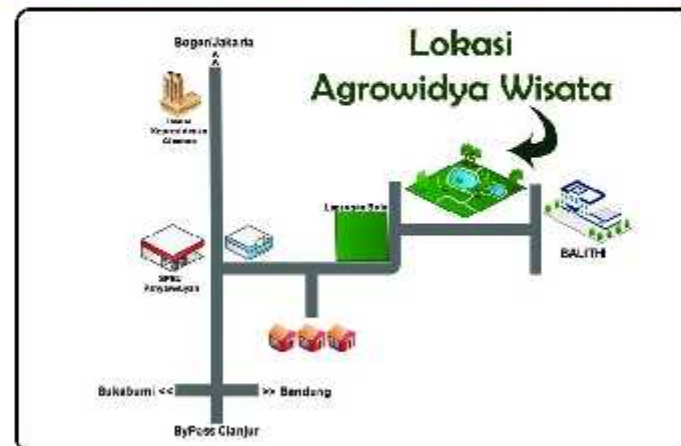 Lokasi
Agrowidya Wisata
Bogor/Jakarta
Lapangan Bola
BALITHI
Sukabumi <<
>> Bandung
ByPass Cianjur